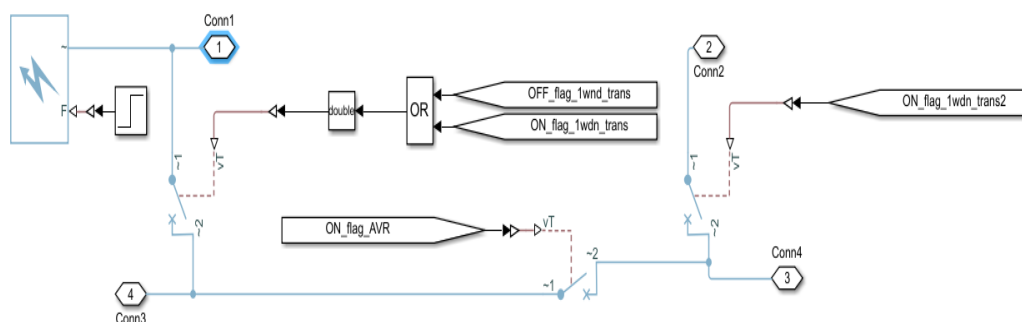 Conn1
1
~
F
double
OR
OFF_flag_1wnd_trans
ON_flag_1wdn_trans
2
Conn2
ON_flag_1wdn_trans2
~1
vT
~2
~1
vT
~2
ON_flag_AVR
vT
~1
~2
Conn4
3
4
Conn3